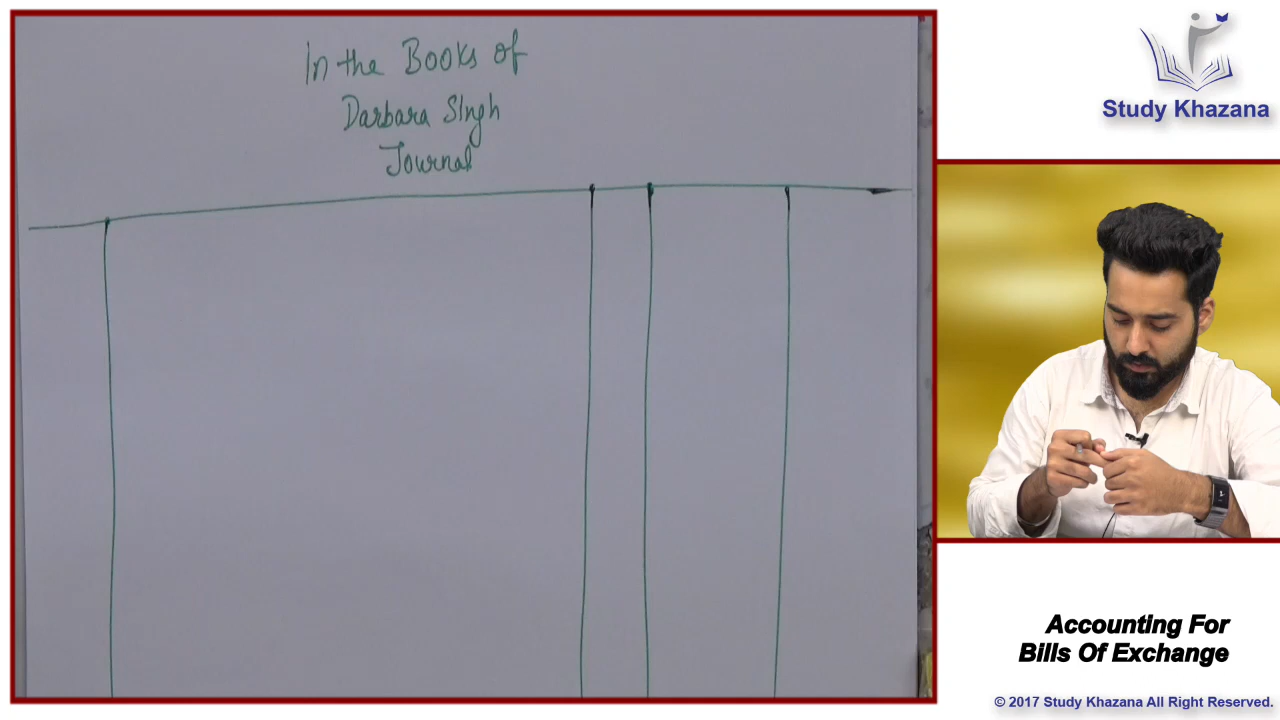 In the Books of
Darbara Singh
Journal
Study Khazana
Accounting For
Bills Of Exchange
© 2017 Study Khazana All Right Reserved.